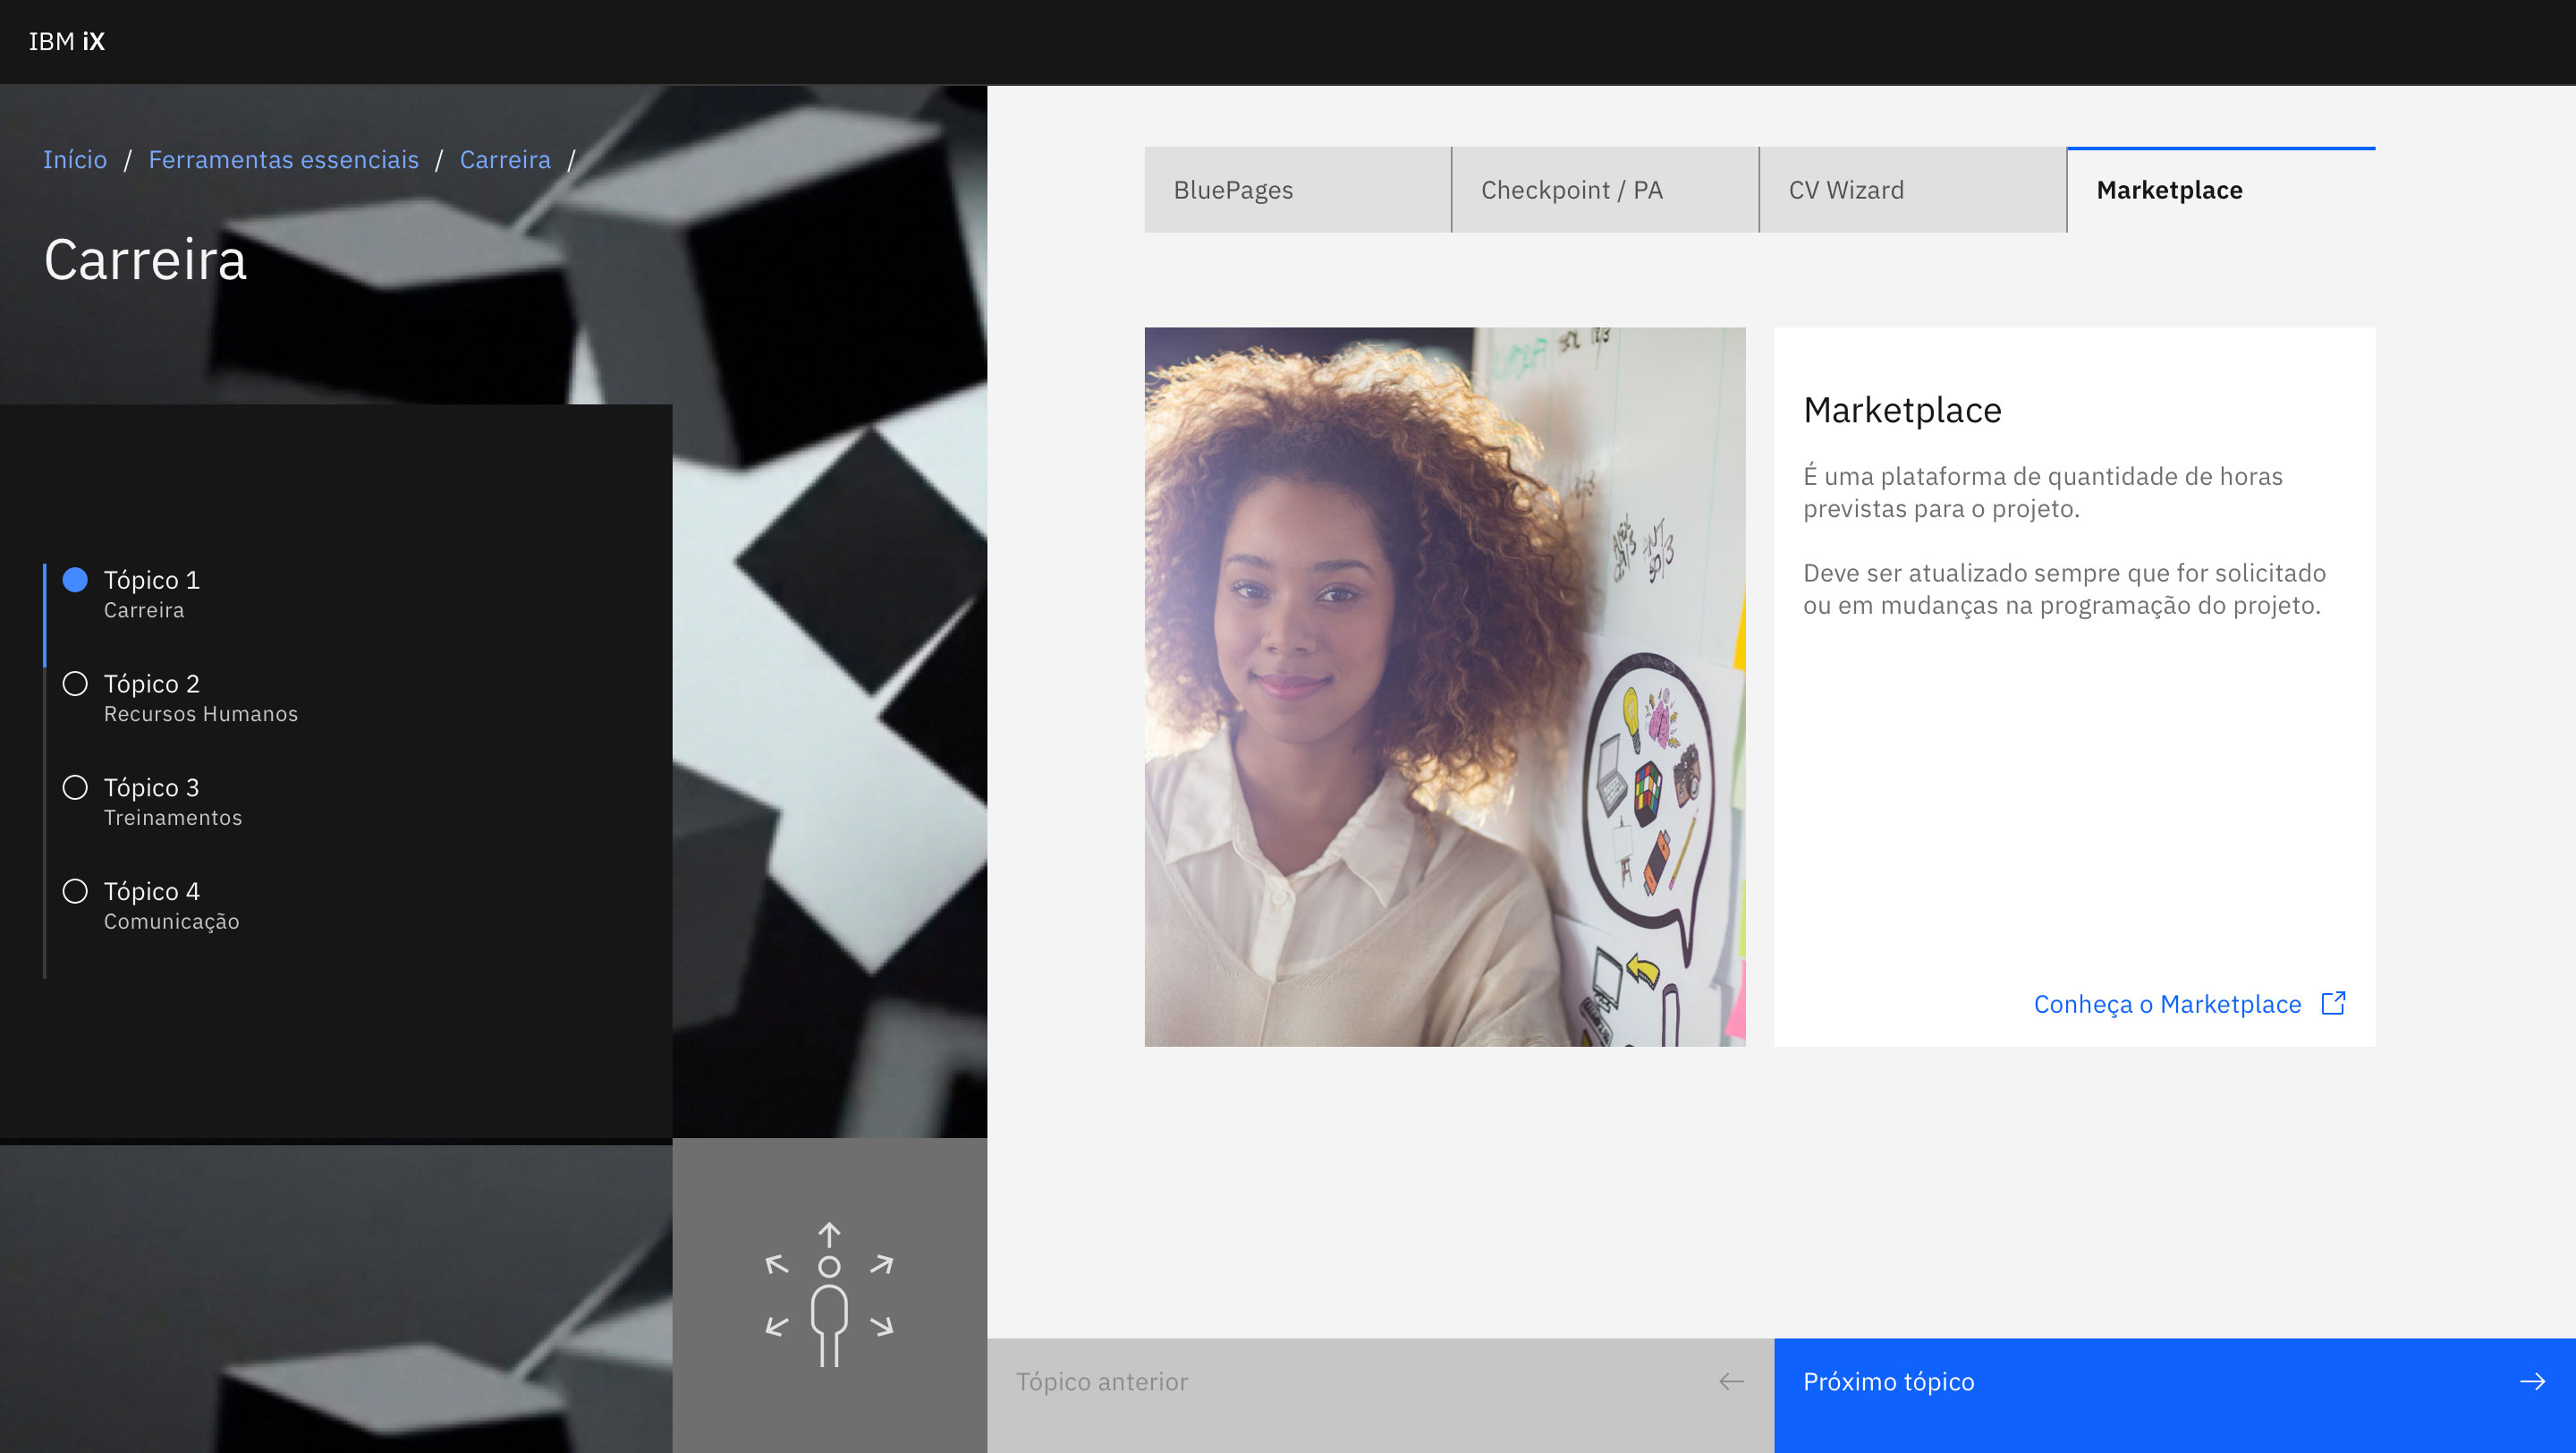 IBM iX
Início / Ferramentas essenciais / Carreira /
Carreira
Tópico 1
Carreira
Tópico 2
Recursos Humanos
Tópico 3
Treinamentos
Tópico 4
Comunicação
BluePages
Checkpoint / PA
CV Wizard
Marketplace
Marketplace
É uma plataforma de quantidade de horas
previstas para o projeto.
Deve ser atualizado sempre que for solicitado
ou em mudanças na programação do projeto.
Conheça o Marketplace
Tópico anterior
Próximo tópico